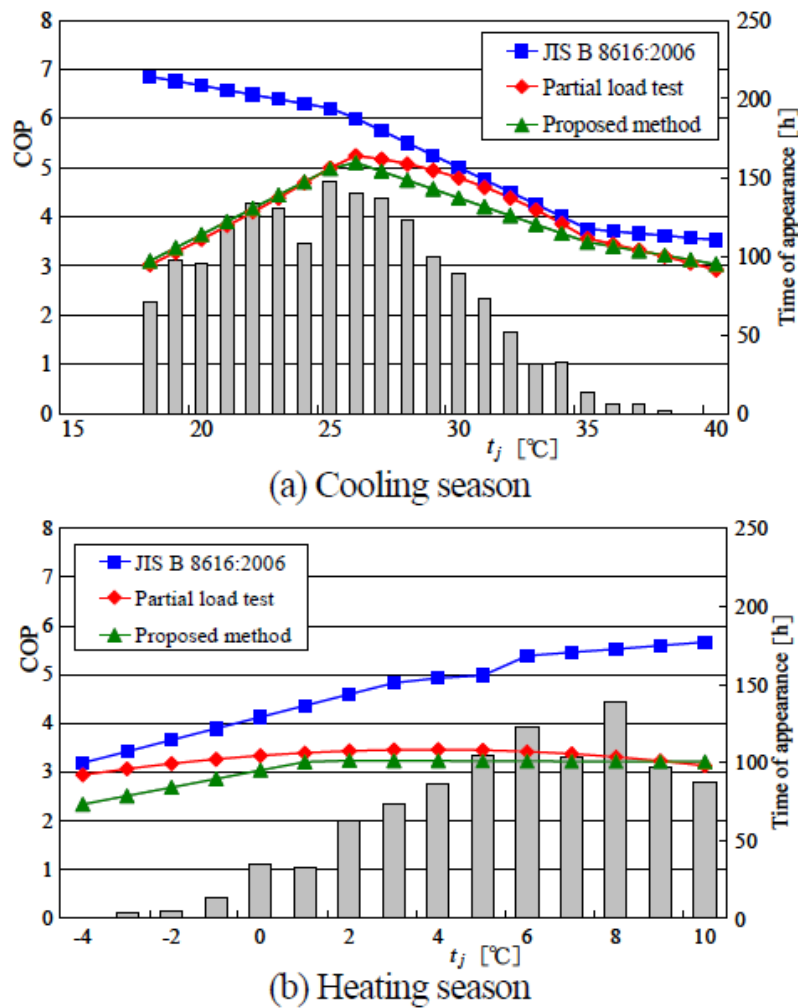 8
7
6
5
4
3
2
1
0
COP
JIS B 8616:2006
Partial load test
Proposed method
250
200
150
100
50
0
Time of appearance [h]
15 20 25 30 35 40
t_j [℃]
(a) Cooling season
8
7
6
5
4
3
2
1
0
COP
JIS B 8616:2006
Partial load test
Proposed method
250
200
150
100
50
0
Time of appearance [h]
-4 -2 0 2 4 6 8 10
t_j [℃]
(b) Heating season